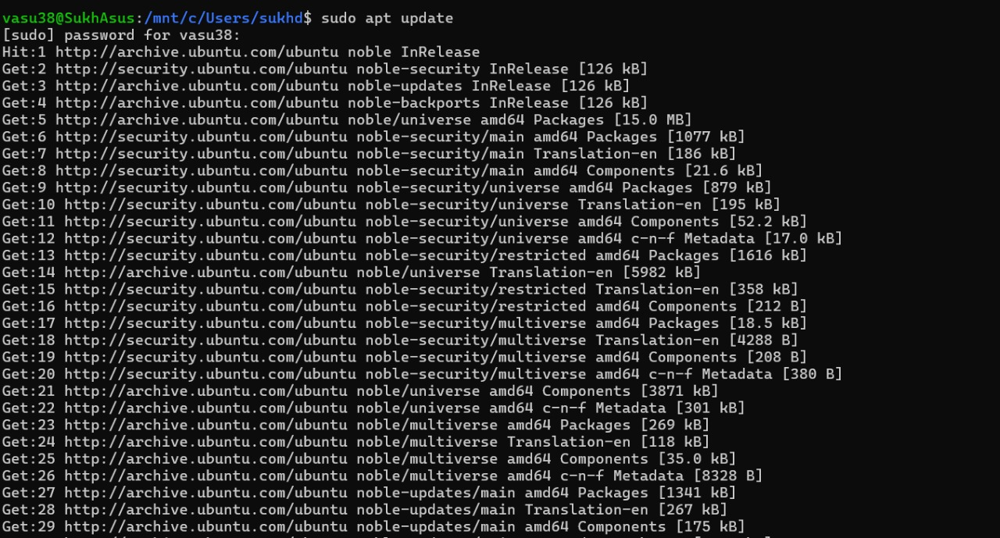 vasu38@SukhAsus:/mnt/c/Users/sukhd$ sudo apt update
[sudo] password for vasu38:
Hit:1 http://archive.ubuntu.com/ubuntu noble InRelease
Get:2 http://security.ubuntu.com/ubuntu noble-security InRelease [126 kB]
Get:3 http://archive.ubuntu.com/ubuntu noble-updates InRelease [126 kB]
Get:4 http://archive.ubuntu.com/ubuntu noble-backports InRelease [126 kB]
Get:5 http://archive.ubuntu.com/ubuntu noble/universe amd64 Packages [15.0 MB]
Get:6 http://security.ubuntu.com/ubuntu noble-security/main amd64 Packages [1077 kB]
Get:7 http://security.ubuntu.com/ubuntu noble-security/main Translation-en [186 kB]
Get:8 http://security.ubuntu.com/ubuntu noble-security/main amd64 Components [21.6 kB]
Get:9 http://security.ubuntu.com/ubuntu noble-security/universe amd64 Packages [879 kB]
Get:10 http://security.ubuntu.com/ubuntu noble-security/universe Translation-en [195 kB]
Get:11 http://security.ubuntu.com/ubuntu noble-security/universe amd64 Components [52.2 kB]
Get:12 http://security.ubuntu.com/ubuntu noble-security/universe amd64 c-n-f Metadata [17.0 kB]
Get:13 http://security.ubuntu.com/ubuntu noble-security/restricted amd64 Packages [1616 kB]
Get:14 http://archive.ubuntu.com/ubuntu noble/universe Translation-en [5982 kB]
Get:15 http://security.ubuntu.com/ubuntu noble-security/restricted Translation-en [358 kB]
Get:16 http://security.ubuntu.com/ubuntu noble-security/restricted amd64 Components [212 B]
Get:17 http://security.ubuntu.com/ubuntu noble-security/multiverse amd64 Packages [18.5 kB]
Get:18 http://security.ubuntu.com/ubuntu noble-security/multiverse Translation-en [4288 B]
Get:19 http://security.ubuntu.com/ubuntu noble-security/multiverse amd64 Components [208 B]
Get:20 http://security.ubuntu.com/ubuntu noble-security/multiverse amd64 c-n-f Metadata [380 B]
Get:21 http://archive.ubuntu.com/ubuntu noble/universe amd64 Components [3871 kB]
Get:22 http://archive.ubuntu.com/ubuntu noble/universe amd64 c-n-f Metadata [301 kB]
Get:23 http://archive.ubuntu.com/ubuntu noble/multiverse amd64 Packages [269 kB]
Get:24 http://archive.ubuntu.com/ubuntu noble/multiverse Translation-en [118 kB]
Get:25 http://archive.ubuntu.com/ubuntu noble/multiverse amd64 Components [35.0 kB]
Get:26 http://archive.ubuntu.com/ubuntu noble/multiverse amd64 c-n-f Metadata [8328 B]
Get:27 http://archive.ubuntu.com/ubuntu noble-updates/main amd64 Packages [1341 kB]
Get:28 http://archive.ubuntu.com/ubuntu noble-updates/main Translation-en [267 kB]
Get:29 http://archive.ubuntu.com/ubuntu noble-updates/main amd64 Components [175 kB]